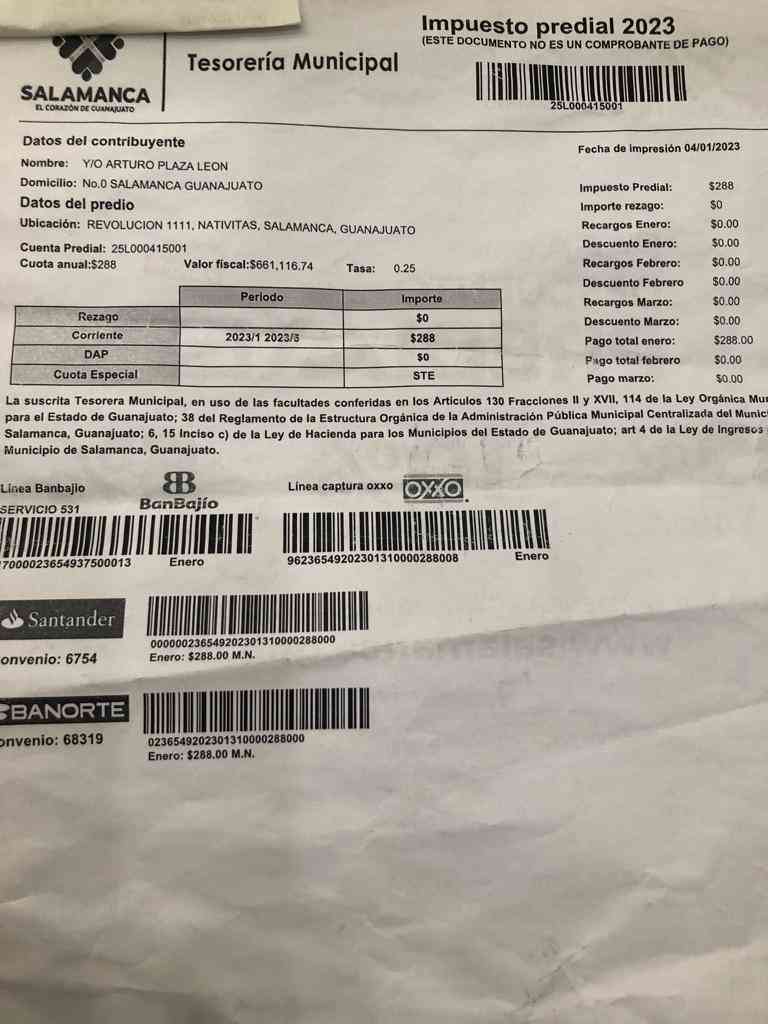 Impuesto predial 2023
(ESTE DOCUMENTO NO ES UN COMPROBANTE DE PAGO)
Tesorería Municipal
SALAMANCA
EL CORAZÓN DE GUANAJUATO
25L000415001
Datos del contribuyente
Fecha de impresión 04/01/2023
Nombre: Y/O ARTURO PLAZA LEON
Domicilio: No.0 SALAMANCA GUANAJUATO
Datos del predio
Ubicación: REVOLUCION 1111, NATIVITAS, SALAMANCA, GUANAJUATO
Cuenta Predial: 25L000415001
Cuota anual:$288 Valor fiscal:$661,116.74 Tasa: 0.25
Impuesto Predial: $288
Importe rezago: $0
Recargos Enero: $0.00
Descuento Enero: $0.00
Recargos Febrero: $0.00
Descuento Febrero $0.00
Recargos Marzo: $0.00
Descuento Marzo: $0.00
Pago total enero: $288.00
Pago total febrero $0.00
Pago marzo: $0.00
Periodo Importe
Rezago $0
Corriente 2023/1 2023/3 $288
DAP $0
Cuota Especial STE
La suscrita Tesorera Municipal, en uso de las facultades conferidas en los Articulos 130 Fracciones II y XVII, 114 de la Ley Orgánica
para el Estado de Guanajuato; 38 del Reglamento de la Estructura Orgánica de la Administración Pública Municipal Centralizada del
Salamanca, Guanajuato; 6, 15 Inciso c) de la Ley de Hacienda para los Municipios del Estado de Guanajuato; art 4 de la Ley de Ingresos
Municipio de Salamanca, Guanajuato.
Linea Banbajio
BanBajío
SERVICIO 531
Línea captura oxxo OXXO
7000023654937500013 Enero
96236549202301310000288008 Enero
Santander
onvenio: 6754
00000023654920230131 0000288000
Enero: $288.00 M.N.
BANORTE
onvenio: 68319
0236549202301310000288000
Enero: $288.00 M.N.